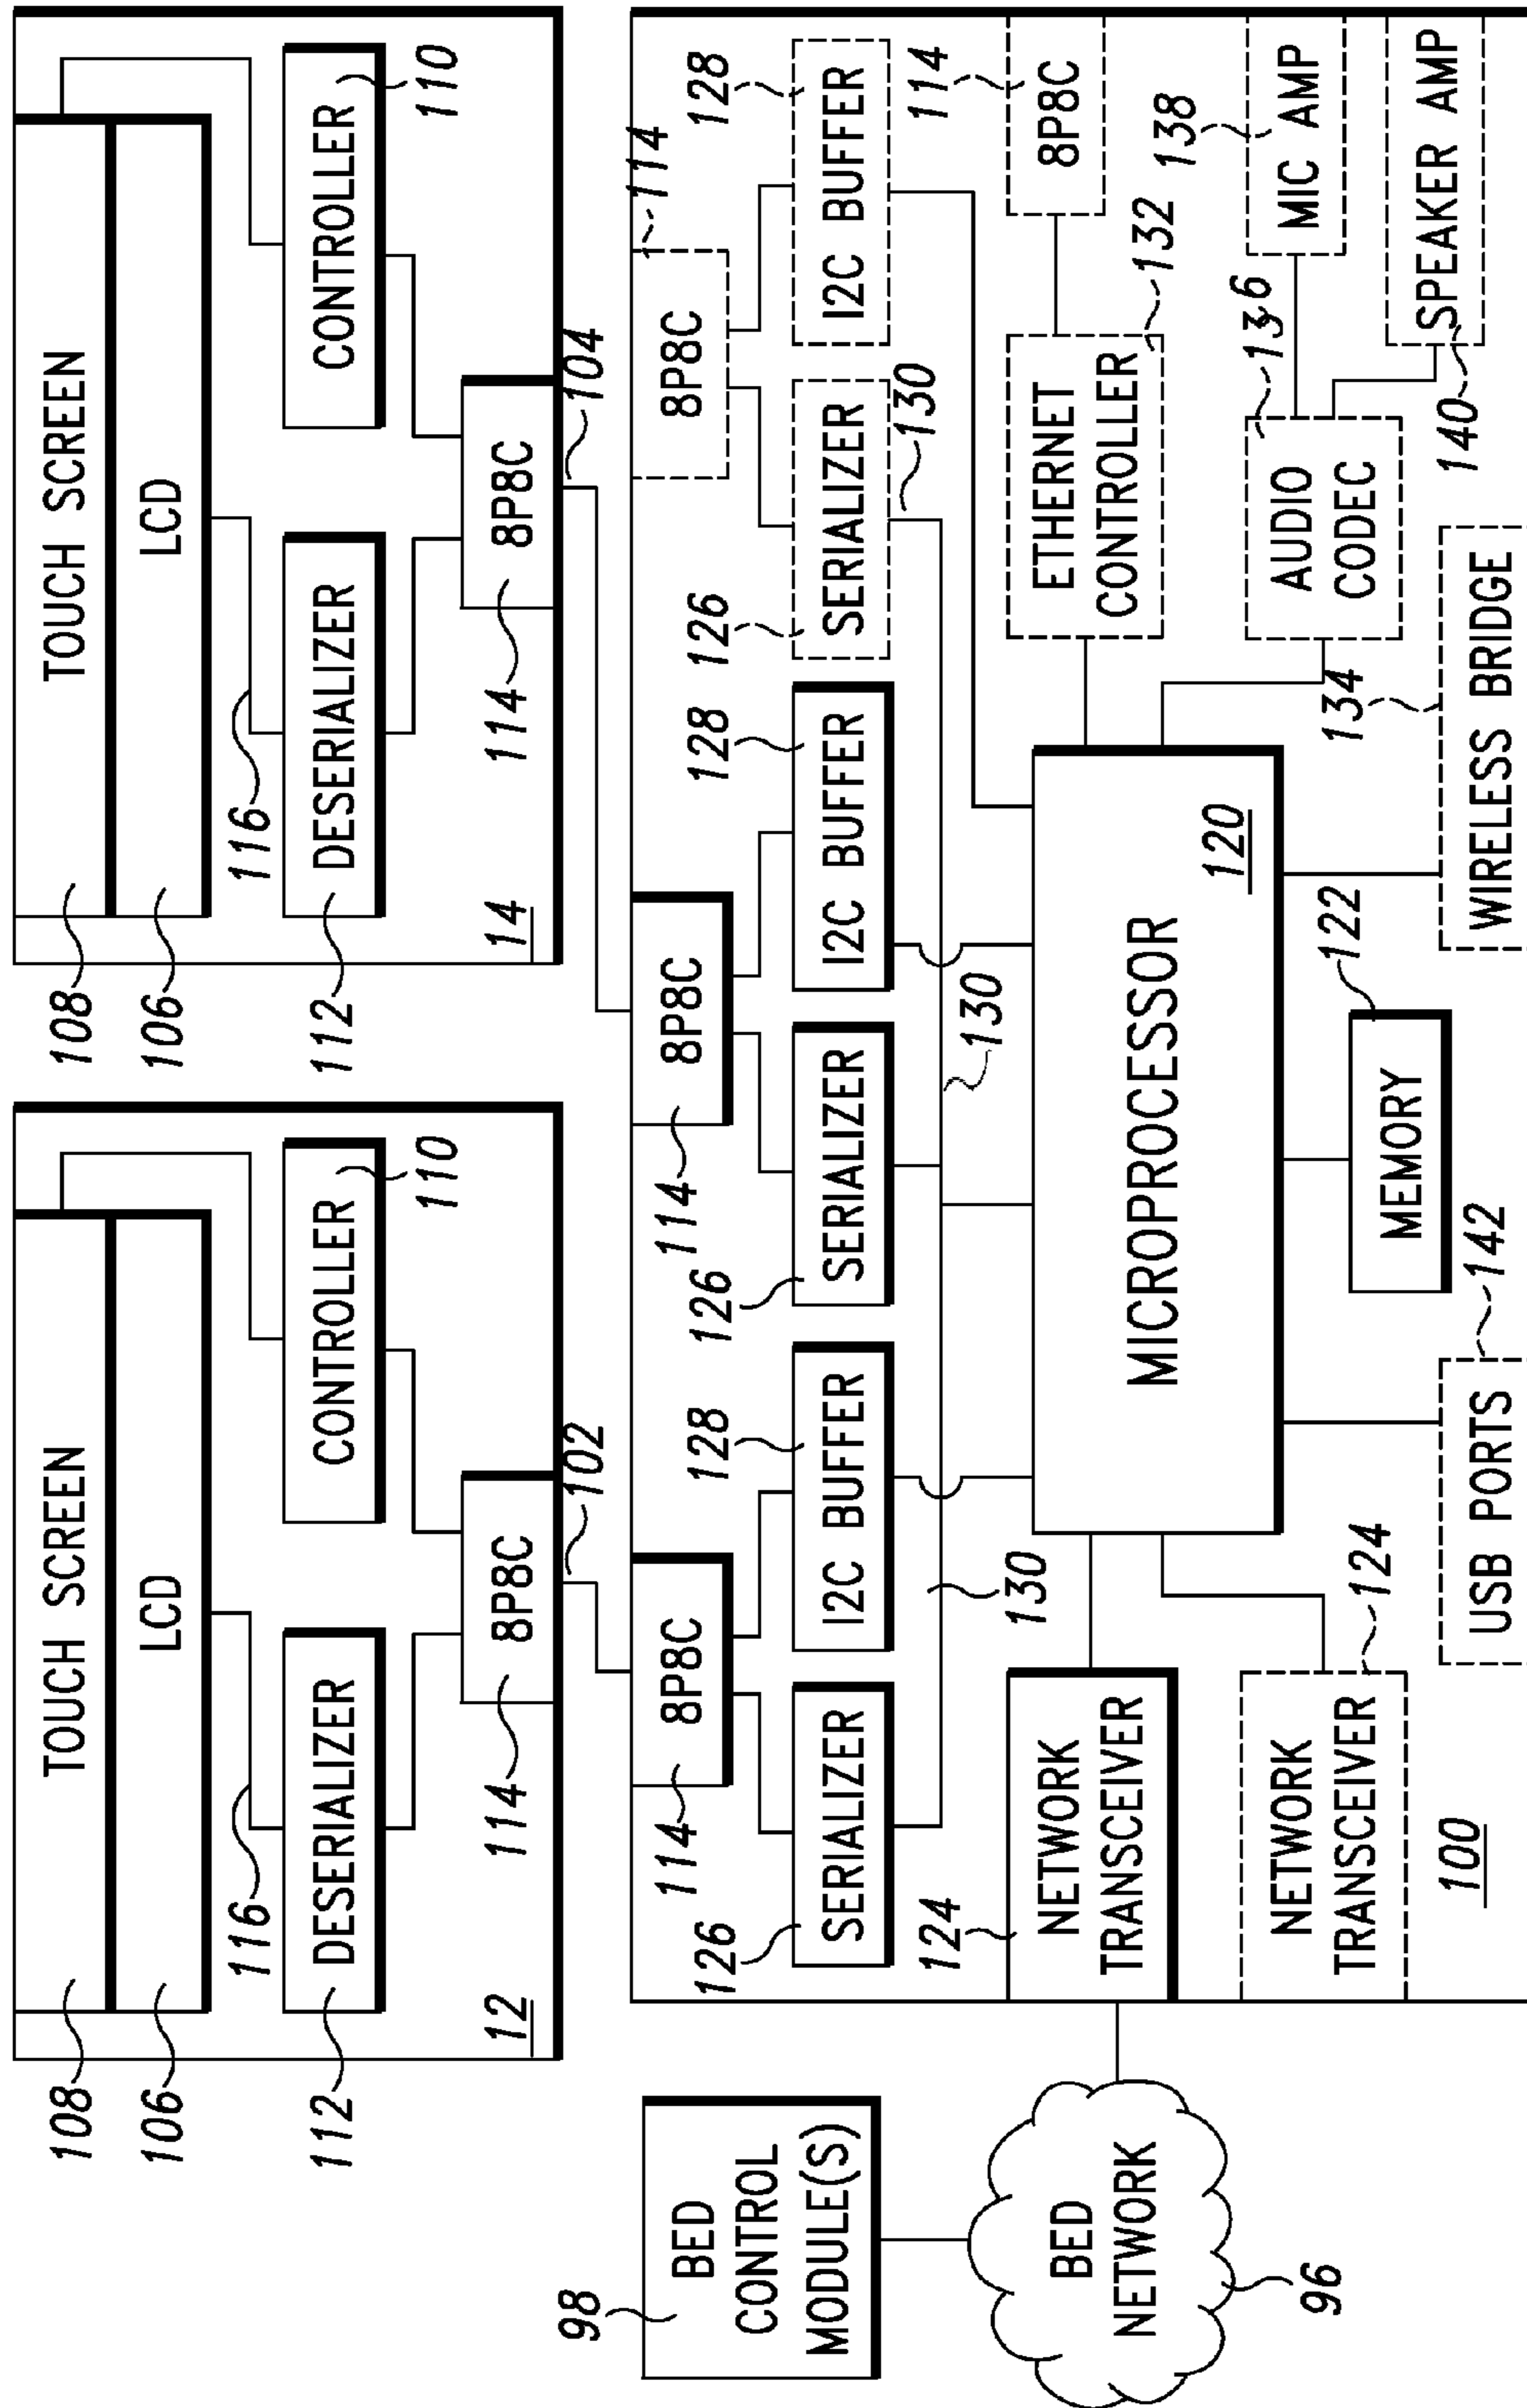 TOUCH SCREEN
LCD
108
106
116
DESERIALIZER
CONTROLLER
110
112
8P8C
114
12
102
TOUCH SCREEN
LCD
108
106
116
DESERIALIZER
CONTROLLER
110
112
8P8C
114
14
104
98
BED
CONTROL
MODULE(S)
BED
NETWORK
96
8P8C
114
128
126
SERIALIZER
I2C BUFFER
130
8P8C
114
128
126
SERIALIZER
I2C BUFFER
130
8P8C
114
128
126
SERIALIZER
I2C BUFFER
130
124
NETWORK
TRANSCEIVER
NETWORK
TRANSCEIVER
124
100
MICROPROCESSOR
120
MEMORY
122
USB PORTS
142
WIRELESS BRIDGE
134
ETHERNET
CONTROLLER
132
8P8C
114
AUDIO
CODEC
136
MIC AMP
138
SPEAKER AMP
140